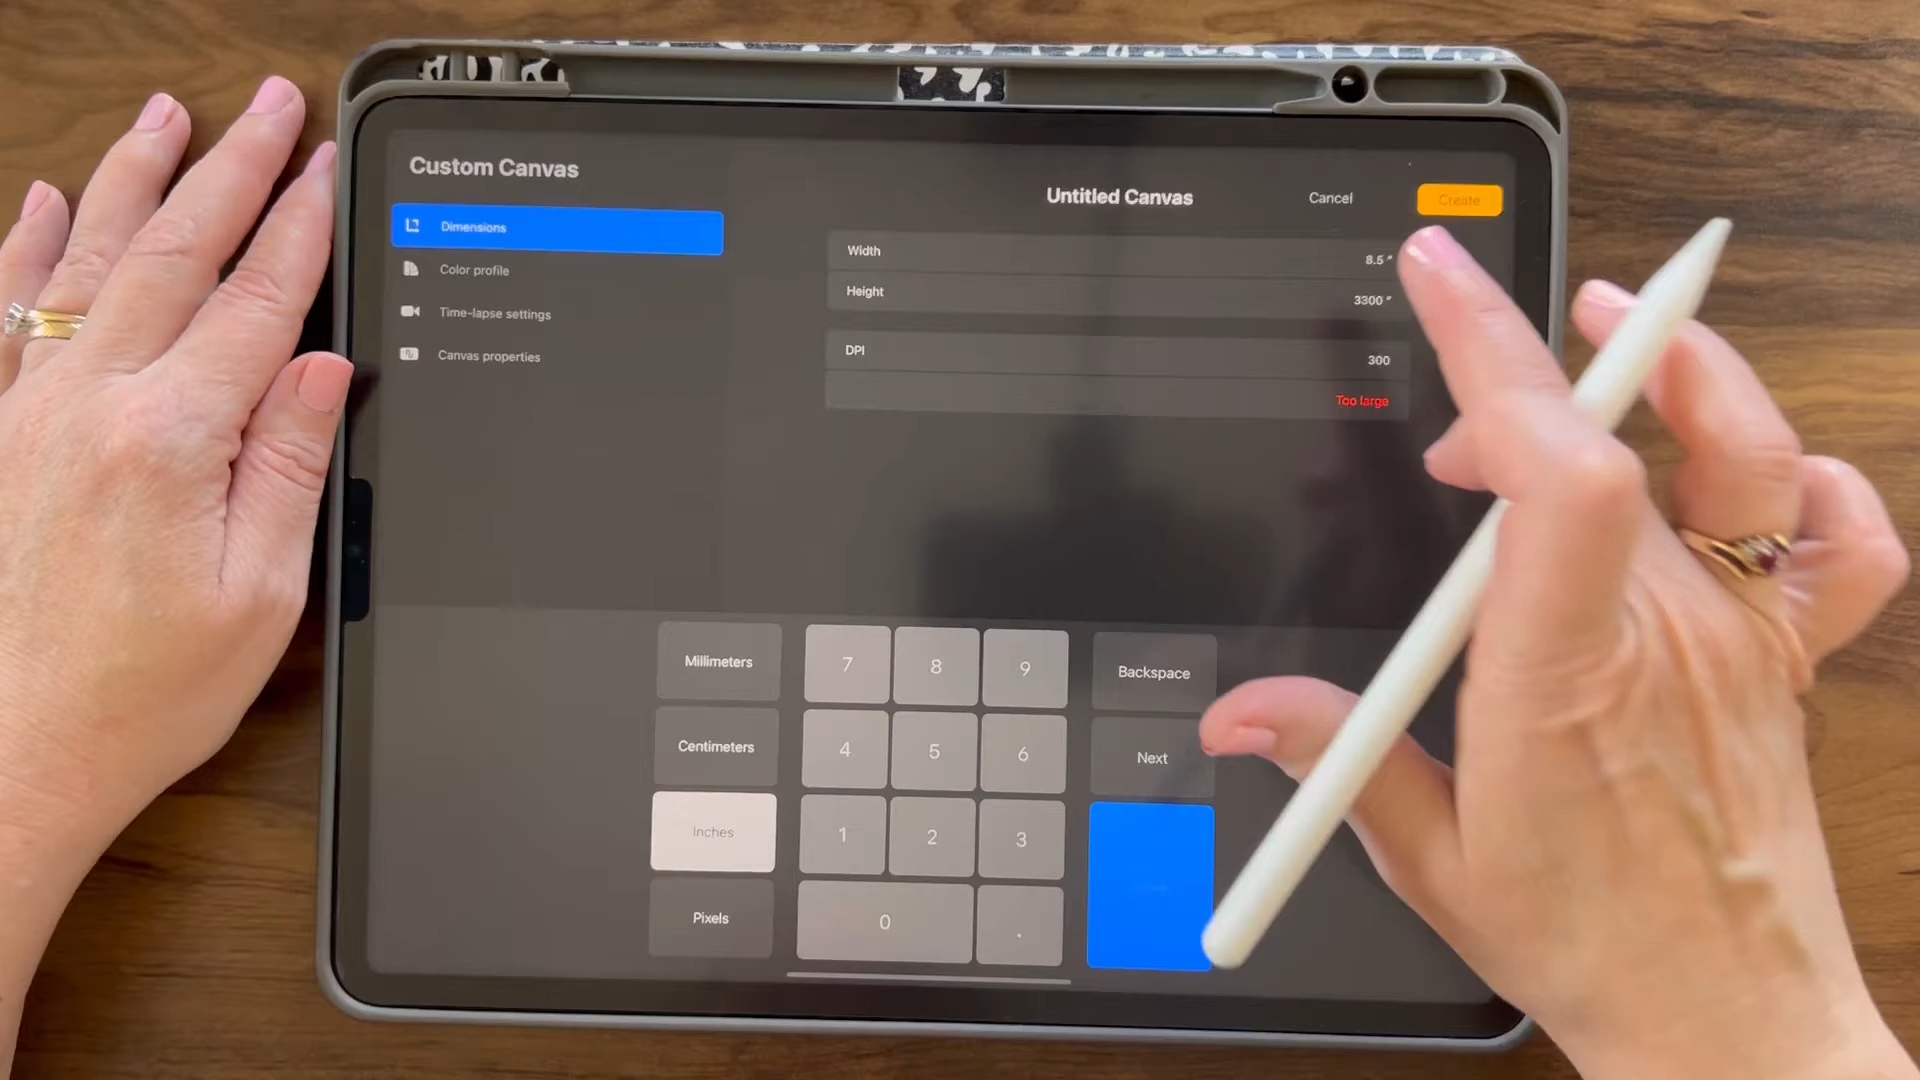 Custom Canvas
Untitled Canvas
Cancel
Create
Dimensions
Color profile
Time-lapse settings
Canvas properties
Width
8.5 "
Height
3300 "
DPI
300
Too large
Millimeters
7
8
9
Backspace
Centimeters
4
5
6
Next
Inches
1
2
3
Pixels
0
.